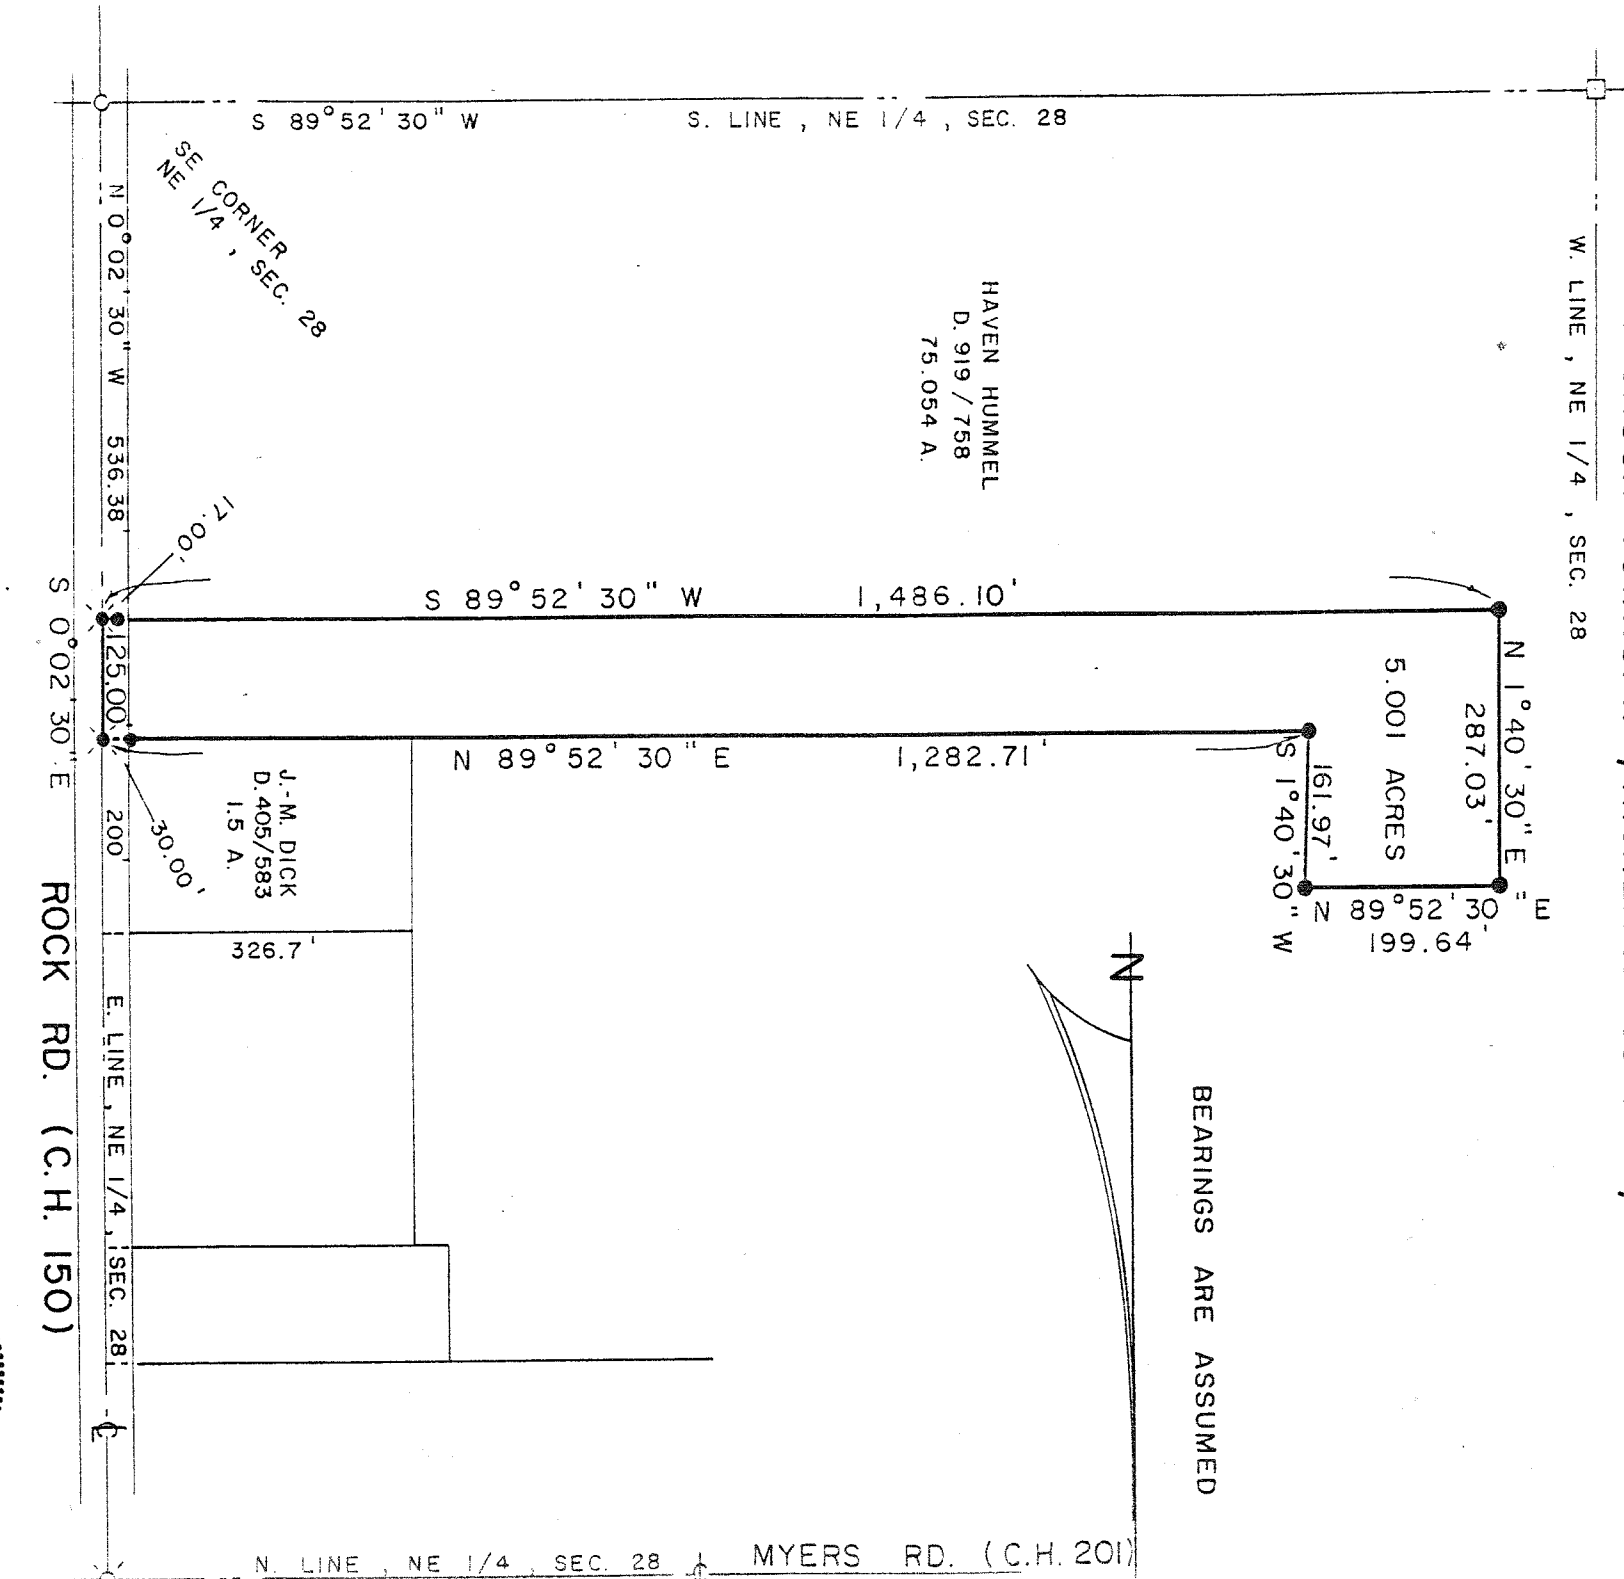 S 89°52'30" W
S. LINE , NE 1/4 , SEC. 28
SE CORNER
NE 1/4 , SEC. 28
N 0°02'30" W 536.38'
W. LINE , NE 1/4 , SEC. 28
HAVEN HUMMEL
D. 919 / 758
75.054 A.
17.00'
S 89°52'30" W 1,486.10'
N 1°40'30" E
287.03'
5.001 ACRES
125.00'
S 0°02'30" E
N 89°52'30" E 1,282.71'
161.97'
S 1°40'30" W
N 89°52'30" E
199.64'
J.-M. DICK
D. 405/583
1.5 A.
30.00'
200'
326.7'
N
ROCK RD. (C. H. 150)
E. LINE , NE 1/4 , SEC. 28
BEARINGS ARE ASSUMED
N. LINE , NE 1/4 , SEC. 28
MYERS RD. (C.H. 201)